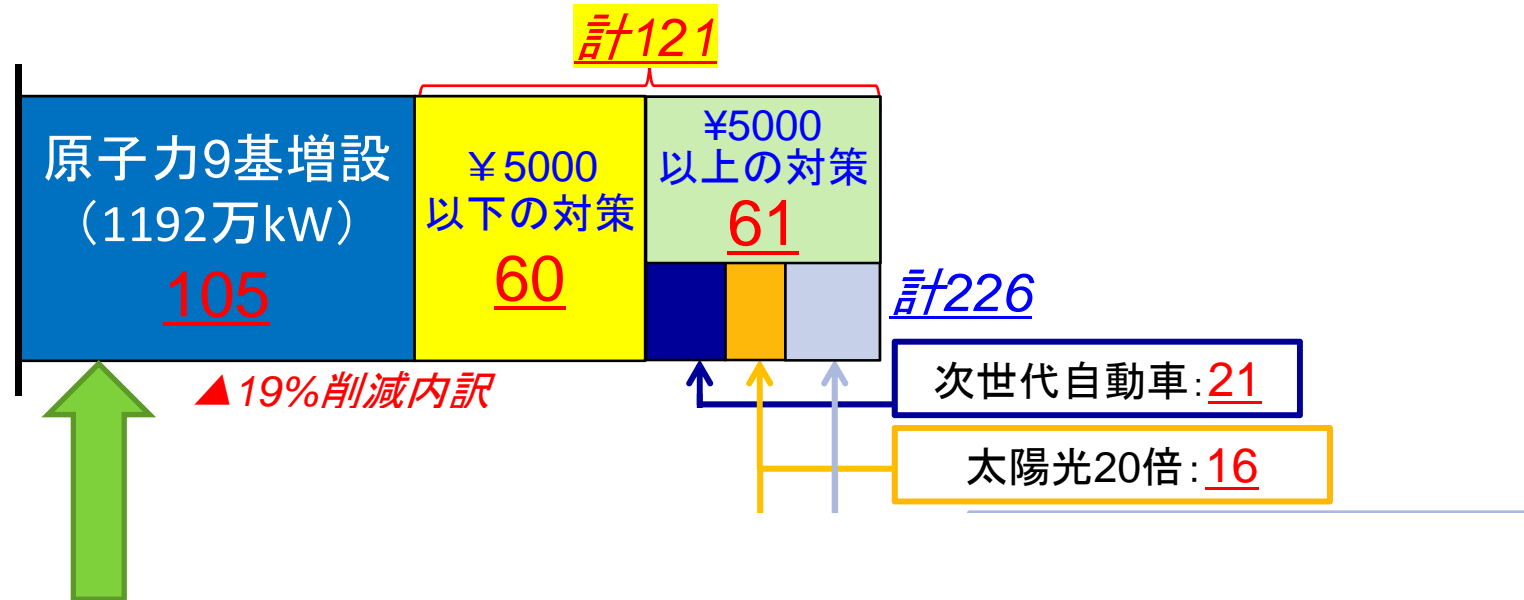 計121
原子力9基増設
（1192万kW）
105
￥5000
以下の対策
60
¥5000
以上の対策
61
計226
▲19%削減内訳
次世代自動車：21
太陽光20倍：16